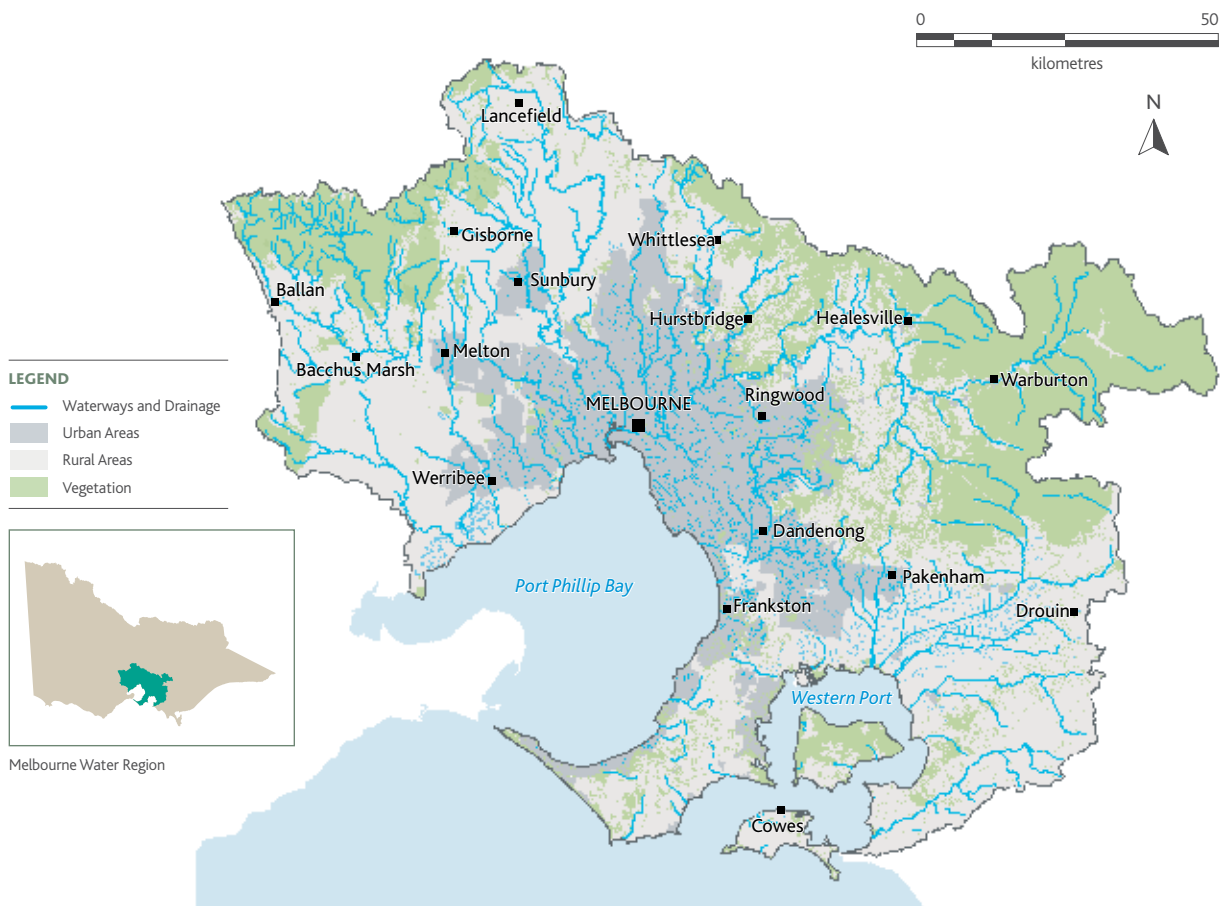 0 50
kilometres
N
Lancefield
Gisborne
Whittlesea
Sunbury
Ballan
Hurstbridge
Healesville
Melton
Bacchus Marsh
Warburton
Ringwood
MELBOURNE
LEGEND
Waterways and Drainage
Urban Areas
Rural Areas
Vegetation
Werribee
Dandenong
Port Phillip Bay
Pakenham
Frankston
Drouin
Western Port
Cowes
Melbourne Water Region